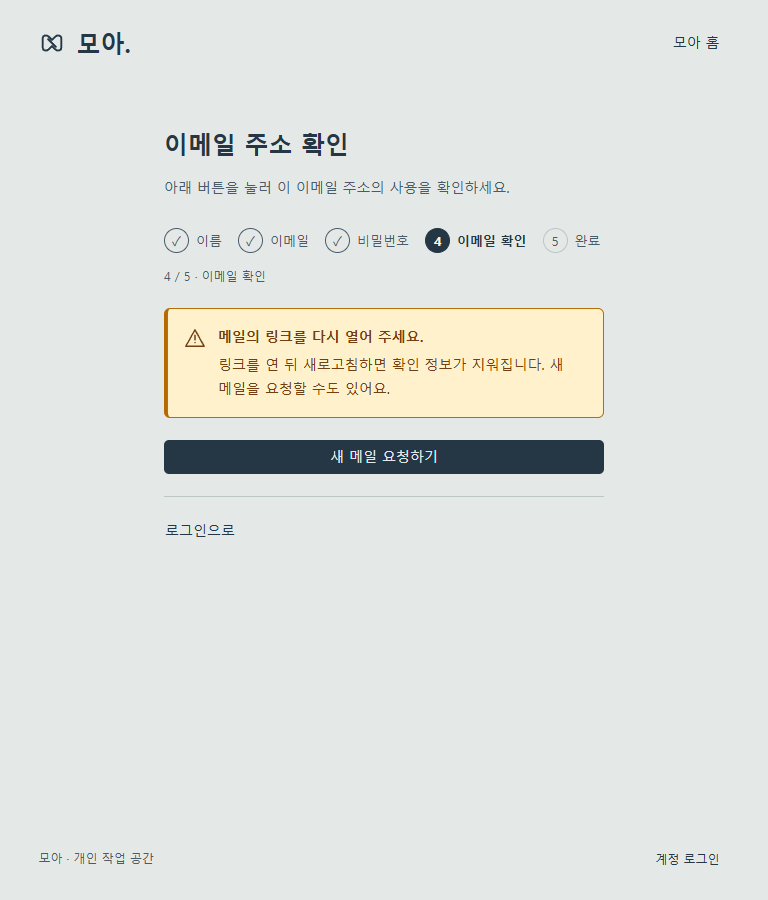 모아.
모아 홈
이메일 주소 확인
아래 버튼을 눌러 이 이메일 주소의 사용을 확인하세요.
✓ 이름 ✓ 이메일 ✓ 비밀번호 4 이메일 확인 5 완료
4 / 5 · 이메일 확인
메일의 링크를 다시 열어 주세요.
링크를 연 뒤 새로고침하면 확인 정보가 지워집니다. 새
메일을 요청할 수도 있어요.
새 메일 요청하기
로그인으로
모아 · 개인 작업 공간
계정 로그인